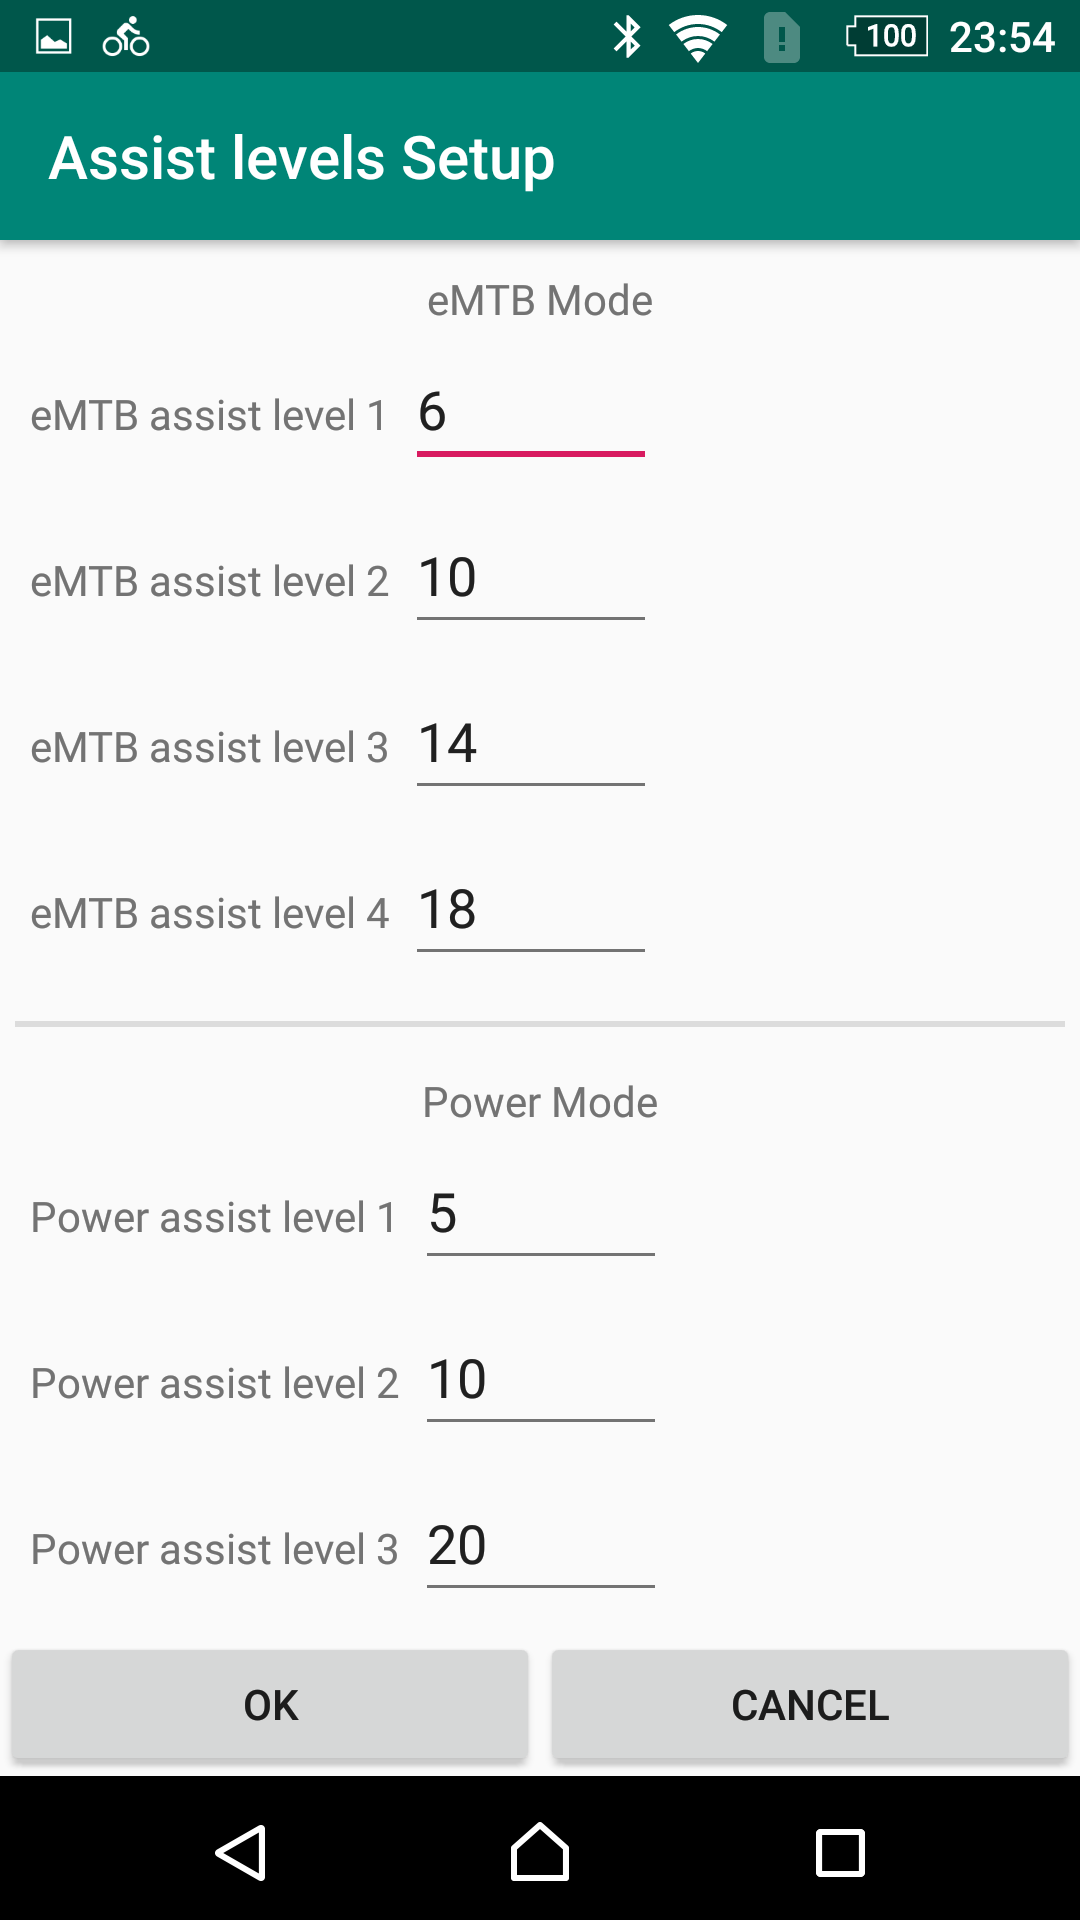 100 23:54
Assist levels Setup
eMTB Mode
eMTB assist level 1 6
eMTB assist level 2 10
eMTB assist level 3 14
eMTB assist level 4 18
Power Mode
Power assist level 1 5
Power assist level 2 10
Power assist level 3 20
OK CANCEL